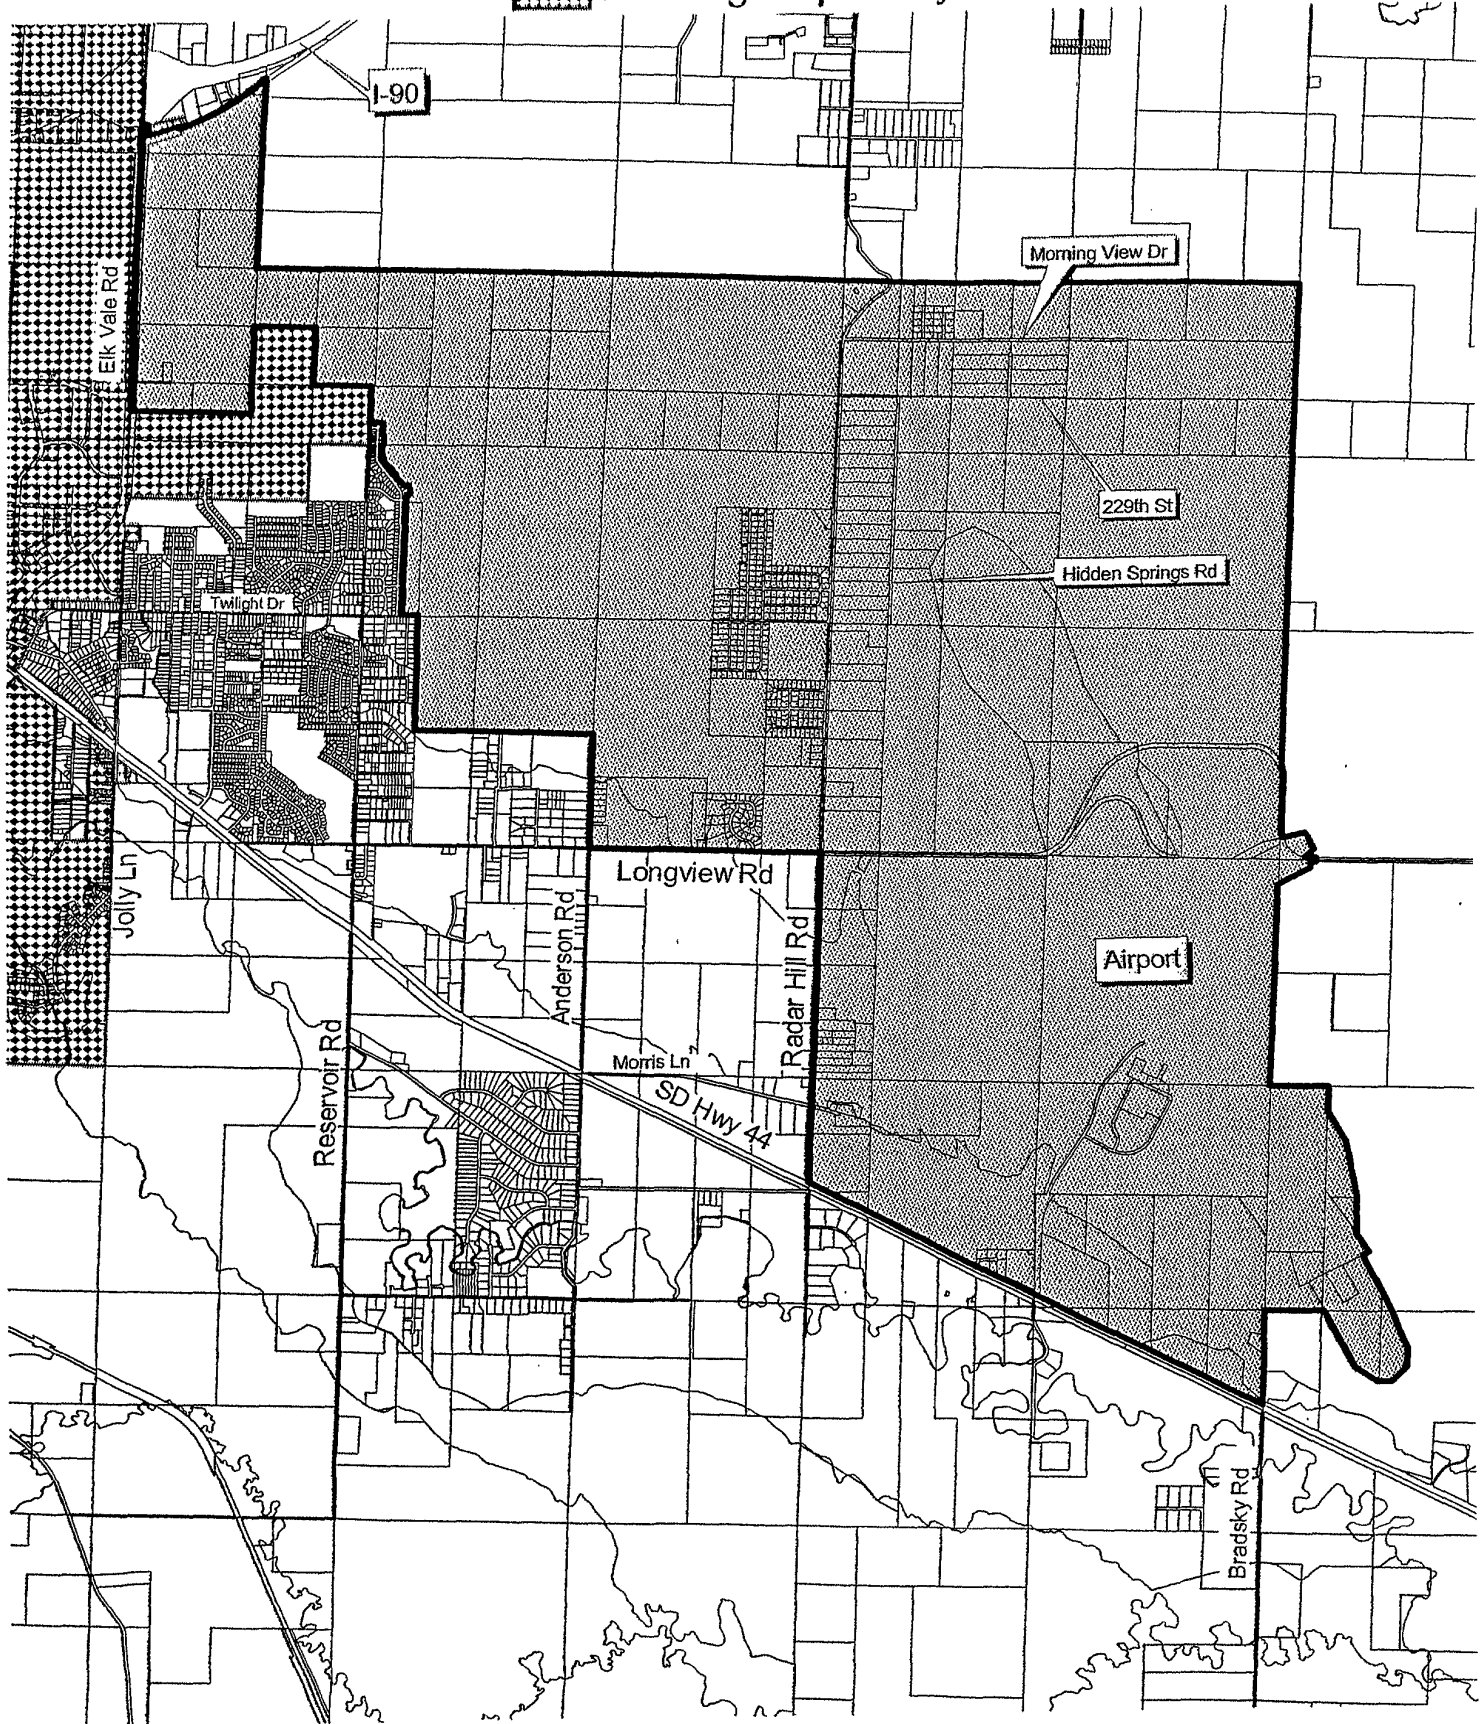 I-90
Morning View Dr
Elk Vale Rd
229th St
Hidden Springs Rd
Twilight Dr
Longview Rd
Jolly Ln
Anderson Rd
Radar Hill Rd
Airport
Reservoir Rd
Morris Ln
SD Hwy 44
Bradsky Rd